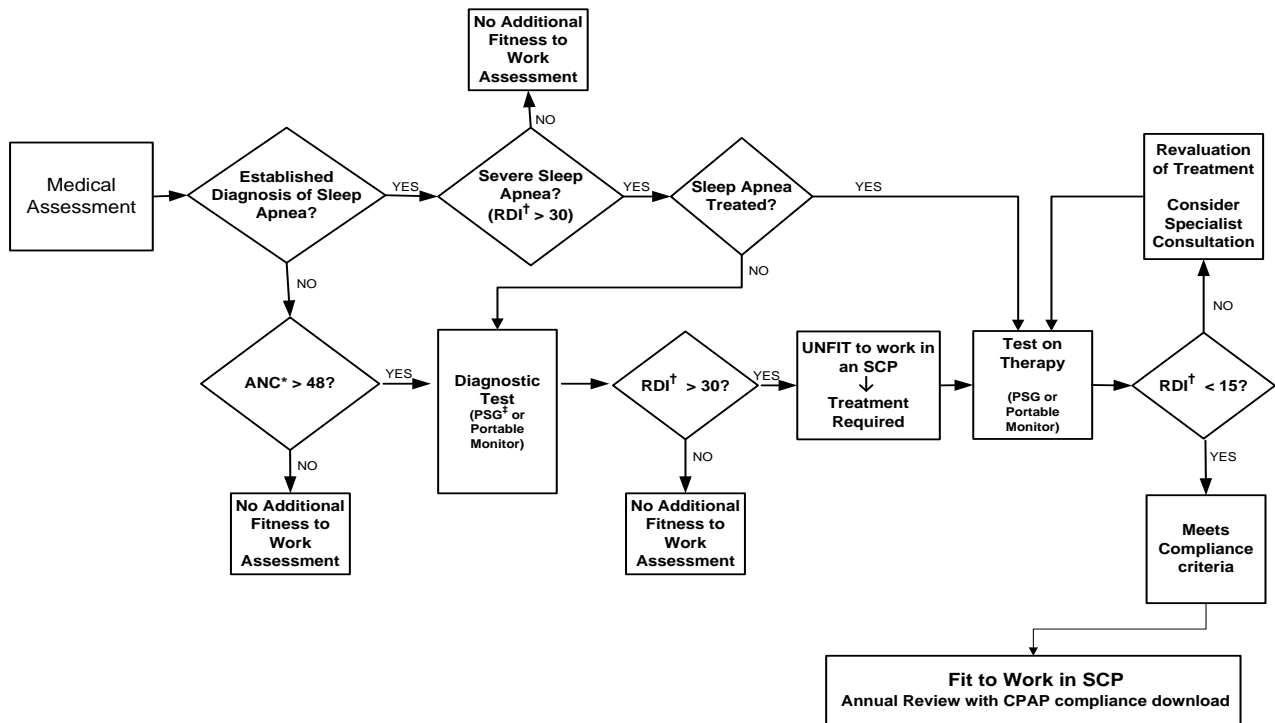 No Additional
Fitness to
Work
Assessment
NO
Medical
Assessment
Established
Diagnosis of Sleep
Apnea?
YES
Severe Sleep
Apnea?
(RDI† > 30)
YES
Sleep Apnea
Treated?
YES
Revaluation
of Treatment
Consider
Specialist
Consultation
NO
NO
NO
ANC* > 48?
YES
Diagnostic
Test
(PSG‡ or
Portable
Monitor)
RDI† > 30?
YES
UNFIT to work in
an SCP
↓
Treatment
Required
Test on
Therapy
(PSG or
Portable
Monitor)
RDI† < 15?
NO
NO
YES
No Additional
Fitness to
Work
Assessment
No Additional
Fitness to
Work
Assessment
Meets
Compliance
criteria
Fit to Work in SCP
Annual Review with CPAP compliance download